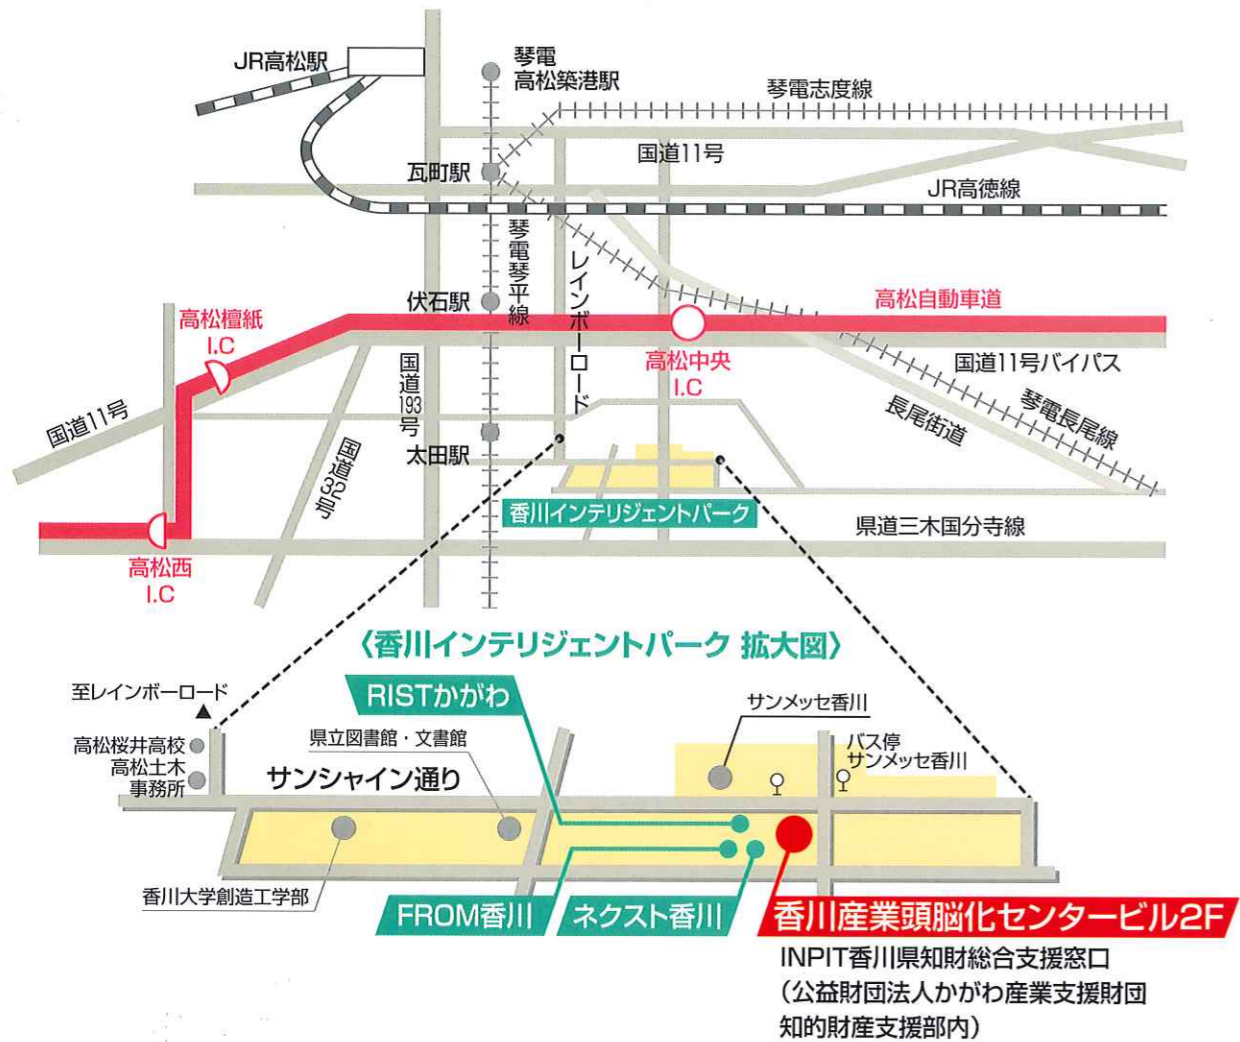 JR高松駅
琴電
高松築港駅
琴電志度線
国道11号
瓦町駅
JR高徳線
琴電琴平線
レインボーロード
伏石駅
高松自動車道
高松檀紙
I.C
高松中央
I.C
国道11号バイパス
国道193号
長尾街道
琴電長尾線
国道11号
国道32号
太田駅
香川インテリジェントパーク
県道三木国分寺線
高松西
I.C
〈香川インテリジェントパーク 拡大図〉
至レインボーロード
▲
RISTかがわ
サンメッセ香川
高松桜井高校
県立図書館・文書館
バス停
サンメッセ香川
高松土木
事務所
サンシャイン通り
香川大学創造工学部
FROM香川
ネクスト香川
香川産業頭脳化センタービル2F
INPIT香川県知財総合支援窓口
（公益財団法人かがわ産業支援財団
知的財産支援部内）